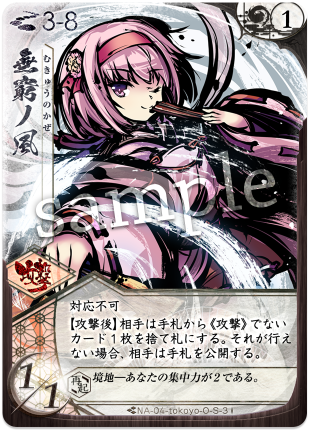 3-8
1
無窮ノ風
むきゅうのかぜ
sample
攻撃
対応不可
【攻撃後】相手は手札から《攻撃》でない
カード１枚を捨て札にする。それが行え
ない場合、相手は手札を公開する。
1/1
再起
境地―あなたの集中力が２である。
NA-04-tokoyo-O-S-3